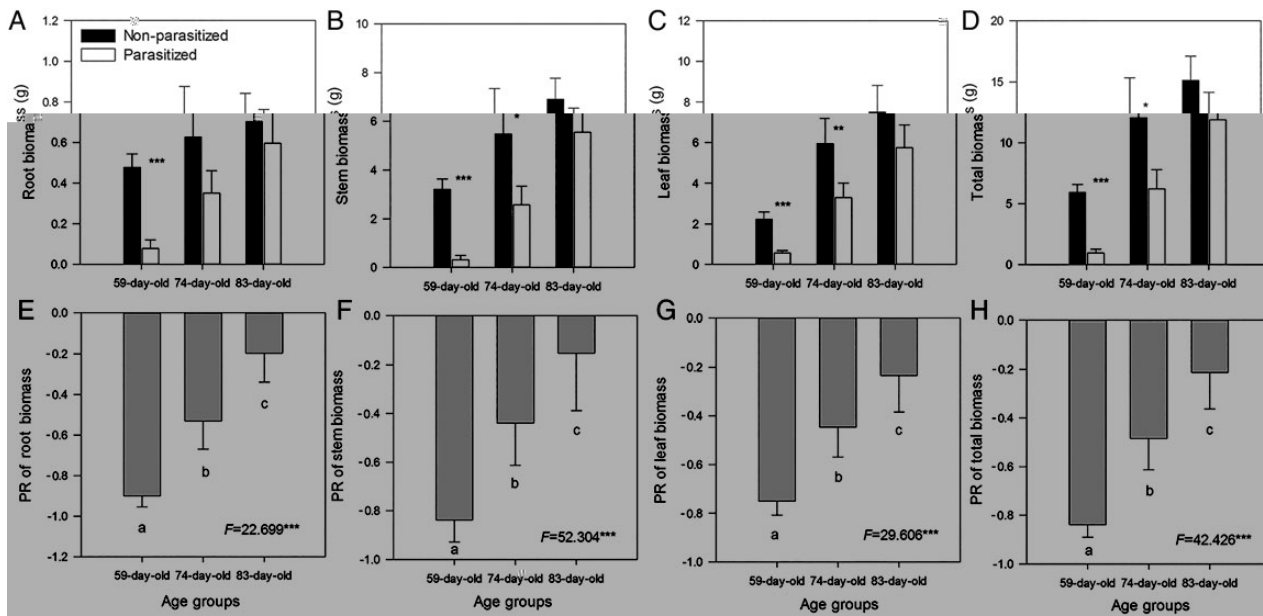 A
Non-parasitized
Parasitized
Root biomass (g)
1.2
0.8
0.6
0.4
0.2
0.0
***
59-day-old 74-day-old 83-day-old
B
Stem biomass (g)
10
8
6
4
2
0
***
*
59-day-old 74-day-old 83-day-old
C
Leaf biomass (g)
12
10
8
6
4
2
0
***
**
59-day-old 74-day-old 83-day-old
D
Total biomass (g)
20
15
10
5
0
***
*
59-day-old 74-day-old 83-day-old
E
PR of root biomass
0.0
-0.2
-0.4
-0.6
-0.8
-1.0
-1.2
a
b
c
F=22.699***
59-day-old 74-day-old 83-day-old
Age groups
F
PR of stem biomass
0.0
-0.2
-0.4
-0.6
-0.8
-1.0
a
b
c
F=52.304***
59-day-old 74-day-old 83-day-old
Age groups
G
PR of leaf biomass
0.0
-0.2
-0.4
-0.6
-0.8
-1.0
a
b
c
F=29.606***
59-day-old 74-day-old 83-day-old
Age groups
H
PR of total biomass
0.0
-0.2
-0.4
-0.6
-0.8
-1.0
a
b
c
F=42.426***
59-day-old 74-day-old 83-day-old
Age groups